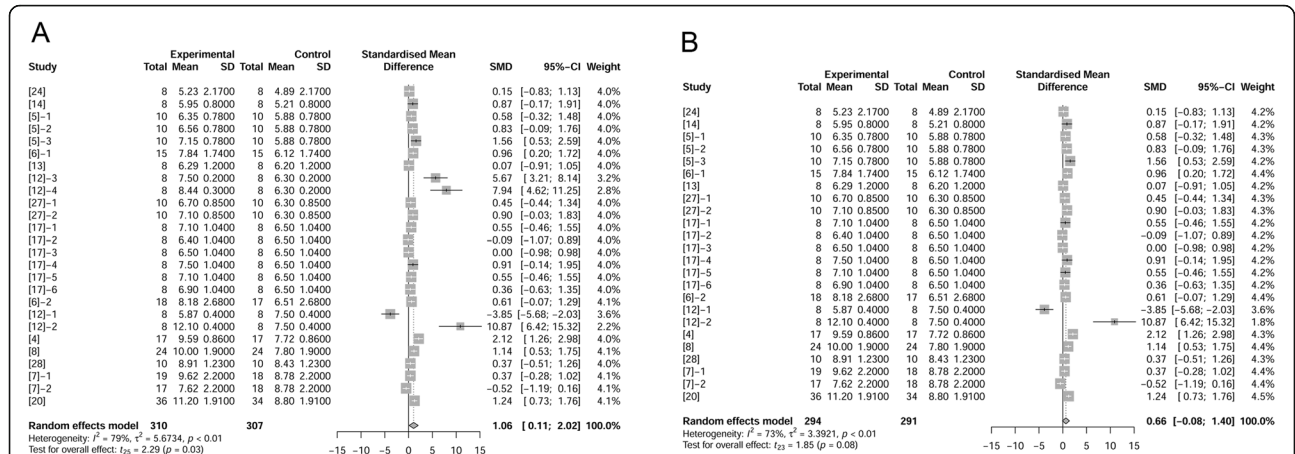 A
Experimental Control Standardised Mean
Study Total Mean SD Total Mean SD Difference SMD 95%-CI Weight
[24] 8 5.23 2.1700 8 4.89 2.1700 0.15 [-0.83; 1.13] 4.0%
[14] 8 5.95 0.8000 8 5.21 0.8000 0.87 [-0.17; 1.91] 4.0%
[5]-1 10 6.35 0.7800 10 5.88 0.7800 0.58 [-0.32; 1.48] 4.0%
[5]-2 10 6.56 0.7800 10 5.88 0.7800 0.83 [-0.09; 1.76] 4.0%
[5]-3 10 7.15 0.7800 10 5.88 0.7800 1.56 [0.53; 2.59] 4.0%
[6]-1 15 7.84 1.7400 15 6.12 1.7400 0.96 [0.20; 1.72] 4.0%
[13] 8 6.29 1.2000 8 6.20 1.2000 0.07 [-0.91; 1.05] 4.0%
[12]-3 8 7.50 0.2000 8 6.30 0.2000 5.67 [3.21; 8.14] 3.2%
[12]-4 8 8.44 0.3000 8 6.30 0.2000 7.94 [4.62; 11.25] 2.8%
[27]-1 10 6.70 0.8500 10 6.30 0.8500 0.45 [-0.44; 1.34] 4.0%
[27]-2 10 7.10 0.8500 10 6.30 0.8500 0.90 [-0.03; 1.83] 4.0%
[17]-1 8 7.10 1.0400 8 6.50 1.0400 0.55 [-0.46; 1.55] 4.0%
[17]-2 8 6.40 1.0400 8 6.50 1.0400 -0.09 [-1.07; 0.89] 4.0%
[17]-3 8 6.50 1.0400 8 6.50 1.0400 0.00 [-0.98; 0.98] 4.0%
[17]-4 8 7.50 1.0400 8 6.50 1.0400 0.91 [-0.14; 1.95] 4.0%
[17]-5 8 7.10 1.0400 8 6.50 1.0400 0.55 [-0.46; 1.55] 4.0%
[17]-6 8 6.90 1.0400 8 6.50 1.0400 0.36 [-0.63; 1.35] 4.0%
[6]-2 18 8.18 2.6800 17 6.51 2.6800 0.61 [-0.07; 1.29] 4.1%
[12]-1 8 5.87 0.4000 8 7.50 0.4000 -3.85 [-5.68; -2.03] 3.6%
[12]-2 8 12.10 0.4000 8 7.50 0.4000 10.87 [6.42; 15.32] 2.2%
[4] 17 9.59 0.8600 17 7.72 0.8600 2.12 [1.26; 2.98] 4.0%
[8] 24 10.00 1.9000 24 7.80 1.9000 1.14 [0.53; 1.75] 4.1%
[28] 10 8.91 1.2300 10 8.43 1.2300 0.37 [-0.51; 1.26] 4.0%
[7]-1 19 9.62 2.2000 18 8.78 2.2000 0.37 [-0.28; 1.02] 4.1%
[7]-2 17 7.62 2.2000 18 8.78 2.2000 -0.52 [-1.19; 0.16] 4.1%
[20] 36 11.20 1.9100 34 8.80 1.9100 1.24 [0.73; 1.76] 4.1%
Random effects model 310 307 1.06 [0.11; 2.02] 100.0%
Heterogeneity: I² = 79%, τ² = 5.6734, p < 0.01
Test for overall effect: t₂₅ = 2.29 (p = 0.03)
-15 -10 -5 0 5 10 15
B
Experimental Control Standardised Mean
Study Total Mean SD Total Mean SD Difference SMD 95%-CI Weight
[24] 8 5.23 2.1700 8 4.89 2.1700 0.15 [-0.83; 1.13] 4.2%
[14] 8 5.95 0.8000 8 5.21 0.8000 0.87 [-0.17; 1.91] 4.2%
[5]-1 10 6.35 0.7800 10 5.88 0.7800 0.58 [-0.32; 1.48] 4.2%
[5]-2 10 6.56 0.7800 10 5.88 0.7800 0.83 [-0.09; 1.76] 4.2%
[5]-3 10 7.15 0.7800 10 5.88 0.7800 1.56 [0.53; 2.59] 4.2%
[6]-1 15 7.84 1.7400 15 6.12 1.7400 0.96 [0.20; 1.72] 4.4%
[13] 8 6.29 1.2000 8 6.20 1.2000 0.07 [-0.91; 1.05] 4.2%
[27]-1 10 6.70 0.8500 10 6.30 0.8500 0.45 [-0.44; 1.34] 4.2%
[27]-2 10 7.10 0.8500 10 6.30 0.8500 0.90 [-0.03; 1.83] 4.2%
[17]-1 8 7.10 1.0400 8 6.50 1.0400 0.55 [-0.46; 1.55] 4.2%
[17]-2 8 6.40 1.0400 8 6.50 1.0400 -0.09 [-1.07; 0.89] 4.2%
[17]-3 8 6.50 1.0400 8 6.50 1.0400 0.00 [-0.98; 0.98] 4.2%
[17]-4 8 7.50 1.0400 8 6.50 1.0400 0.91 [-0.14; 1.95] 4.2%
[17]-5 8 7.10 1.0400 8 6.50 1.0400 0.55 [-0.46; 1.55] 4.2%
[17]-6 8 6.90 1.0400 8 6.50 1.0400 0.36 [-0.63; 1.35] 4.2%
[6]-2 18 8.18 2.6800 17 6.51 2.6800 0.61 [-0.07; 1.29] 4.4%
[12]-1 8 5.87 0.4000 8 7.50 0.4000 -3.85 [-5.68; -2.03] 3.6%
[12]-2 8 12.10 0.4000 8 7.50 0.4000 10.87 [6.42; 15.32] 1.8%
[4] 17 9.59 0.8600 17 7.72 0.8600 2.12 [1.26; 2.98] 4.3%
[8] 24 10.00 1.9000 24 7.80 1.9000 1.14 [0.53; 1.75] 4.4%
[28] 10 8.91 1.2300 10 8.43 1.2300 0.37 [-0.51; 1.26] 4.2%
[7]-1 19 9.62 2.2000 18 8.78 2.2000 0.37 [-0.28; 1.02] 4.4%
[7]-2 17 7.62 2.2000 18 8.78 2.2000 -0.52 [-1.19; 0.16] 4.4%
[20] 36 11.20 1.9100 34 8.80 1.9100 1.24 [0.73; 1.76] 4.5%
Random effects model 294 291 0.66 [-0.08; 1.40] 100.0%
Heterogeneity: I² = 73%, τ² = 3.3921, p < 0.01
Test for overall effect: t₂₃ = 1.85 (p = 0.08)
-15 -10 -5 0 5 10 15